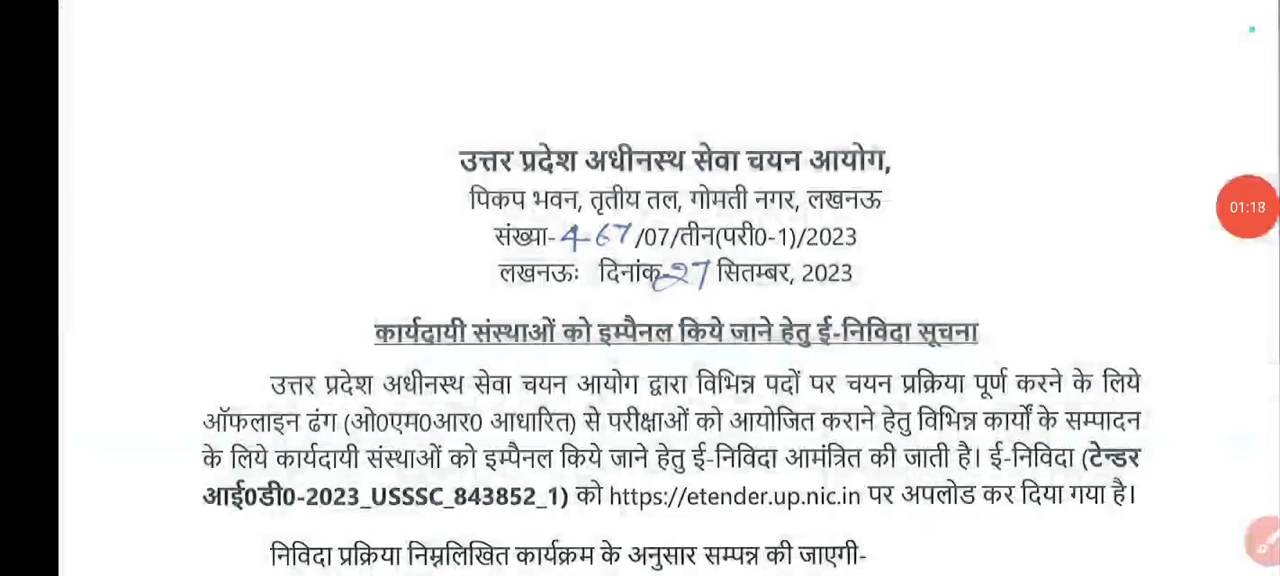 उत्तर प्रदेश अधीनस्थ सेवा चयन आयोग,
पिकप भवन, तृतीय तल, गोमती नगर, लखनऊ
संख्या-467/07/तीन(परी0-1)/2023
लखनऊः दिनांक-27 सितम्बर, 2023
01:18
कार्यदायी संस्थाओं को इम्पैनल किये जाने हेतु ई-निविदा सूचना
उत्तर प्रदेश अधीनस्थ सेवा चयन आयोग द्वारा विभिन्न पदों पर चयन प्रक्रिया पूर्ण करने के लिये
ऑफलाइन ढंग (ओ0एम0आर0 आधारित) से परीक्षाओं को आयोजित कराने हेतु विभिन्न कार्यों के सम्पादन
के लिये कार्यदायी संस्थाओं को इम्पैनल किये जाने हेतु ई-निविदा आमंत्रित की जाती है। ई-निविदा (टेन्डर
आई0डी0-2023_USSSC_843852_1) को https://etender.up.nic.in पर अपलोड कर दिया गया है।
निविदा प्रक्रिया निम्नलिखित कार्यक्रम के अनुसार सम्पन्न की जाएगी-